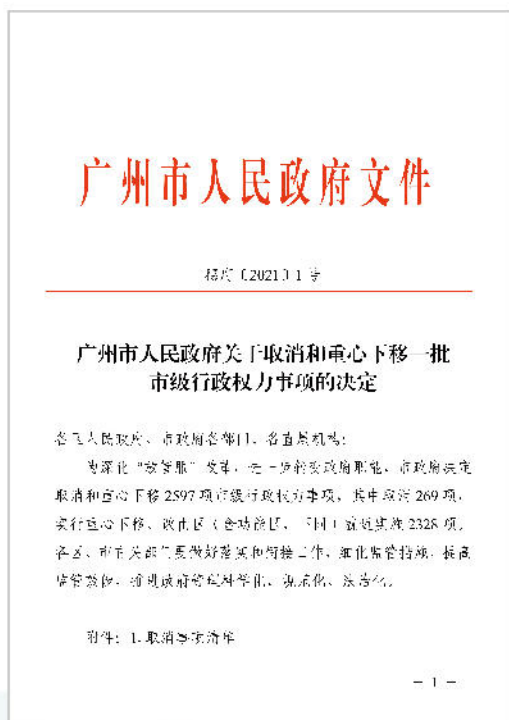 广州市人民政府文件
穗府〔2021〕1号
广州市人民政府关于取消和重心下移一批
市级行政权力事项的决定
各区人民政府，市政府各部门、各直属机构：
为深化“放管服”改革，进一步转变政府职能，市政府决定
取消和重心下移2597项市级行政权力事项，其中取消269项，
实行重心下移、改由区（含功能区，下同）就近实施2328项。
各区、市有关部门要做好落实和衔接工作，细化监管措施，提高
监管效能，推进政府管理科学化、规范化、法治化。
附件：1.取消事项清单
— 1 —